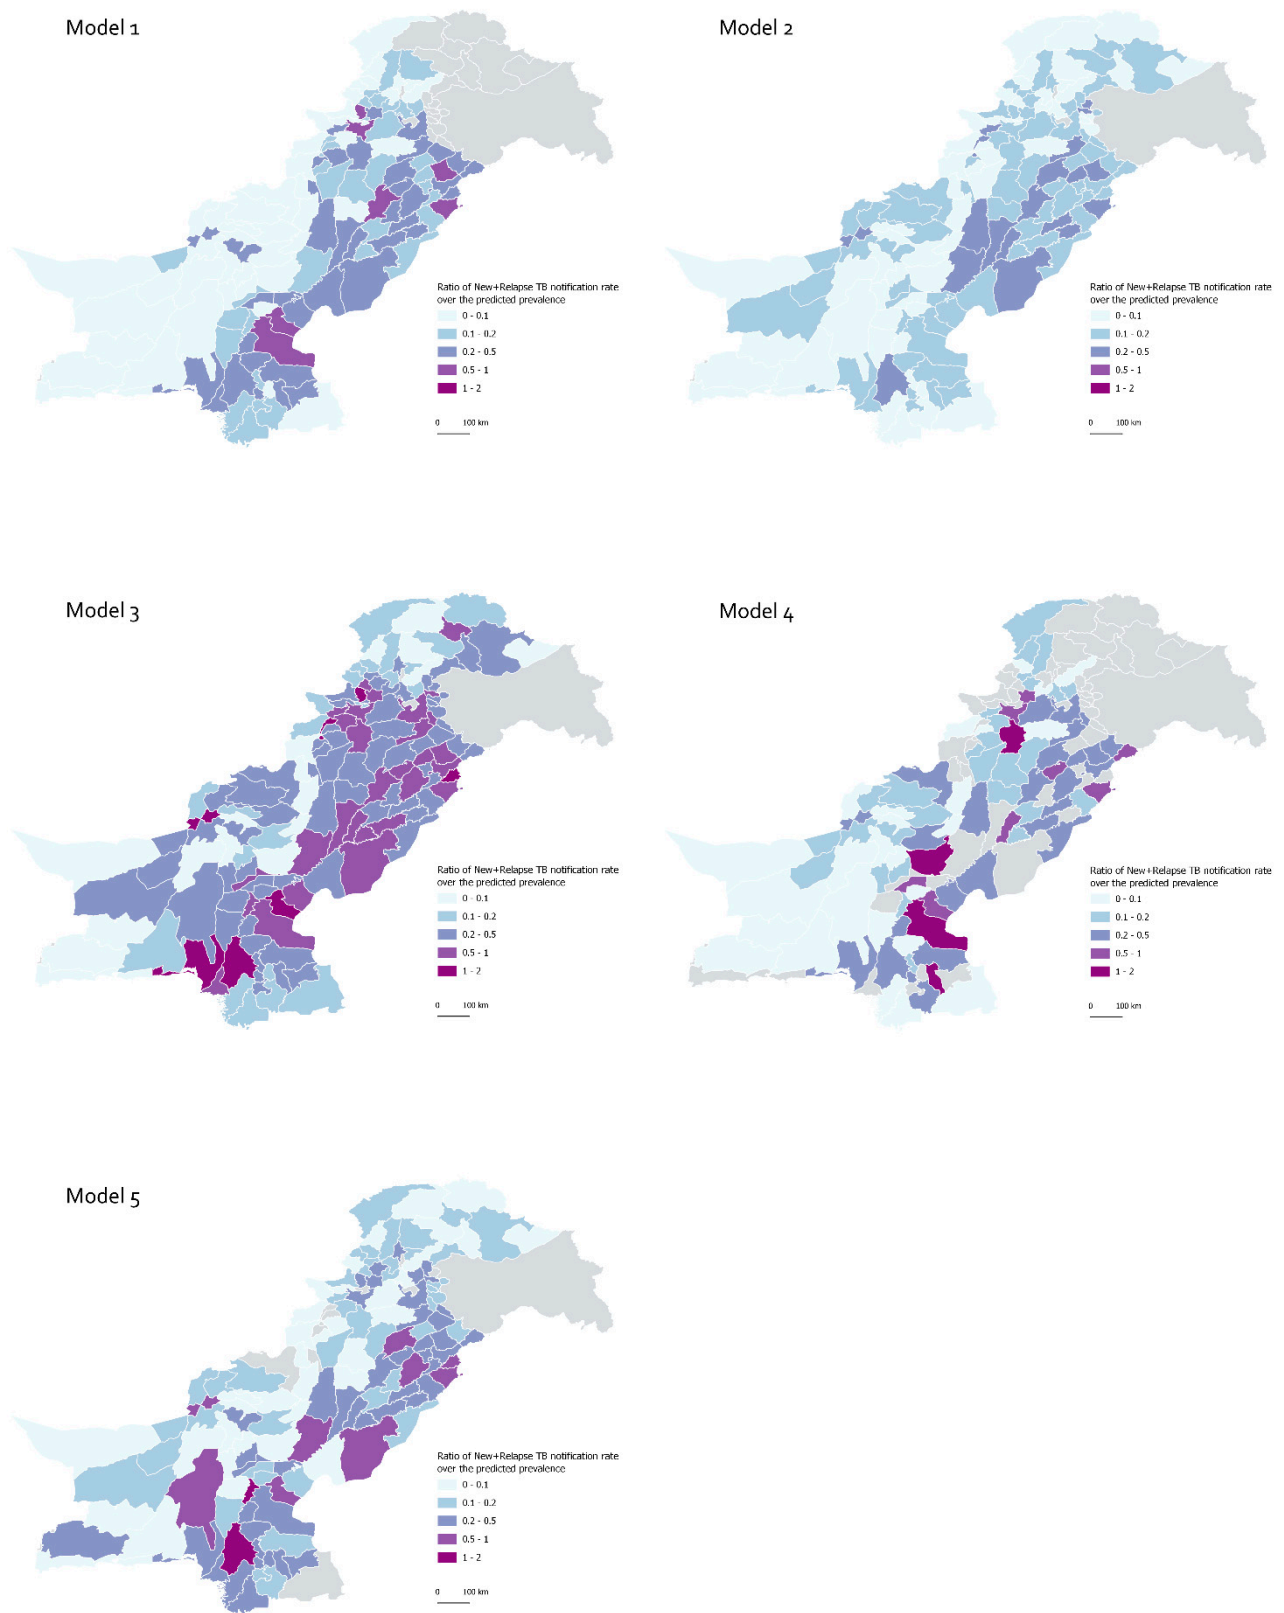 Model 1
Ratio of New+Relapse TB notification rate
over the predicted prevalence
0 - 0.1
0.1 - 0.2
0.2 - 0.5
0.5 - 1
1 - 2
0 100 km
Model 2
Ratio of New+Relapse TB notification rate
over the predicted prevalence
0 - 0.1
0.1 - 0.2
0.2 - 0.5
0.5 - 1
1 - 2
0 100 km
Model 3
Ratio of New+Relapse TB notification rate
over the predicted prevalence
0 - 0.1
0.1 - 0.2
0.2 - 0.5
0.5 - 1
1 - 2
0 100 km
Model 4
Ratio of New+Relapse TB notification rate
over the predicted prevalence
0 - 0.1
0.1 - 0.2
0.2 - 0.5
0.5 - 1
1 - 2
0 100 km
Model 5
Ratio of New+Relapse TB notification rate
over the predicted prevalence
0 - 0.1
0.1 - 0.2
0.2 - 0.5
0.5 - 1
1 - 2
0 100 km